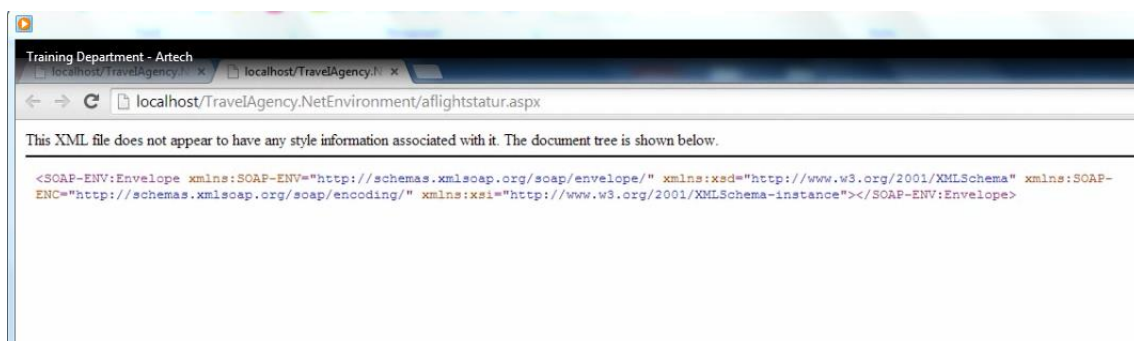 Training Department - Artech
localhost/TravelAgency.N × localhost/TravelAgency.N ×
localhost/TravelAgency.NetEnvironment/aflightstatur.aspx
This XML file does not appear to have any style information associated with it. The document tree is shown below.
<SOAP-ENV:Envelope xmlns:SOAP-ENV="http://schemas.xmlsoap.org/soap/envelope/" xmlns:xsd="http://www.w3.org/2001/XMLSchema" xmlns:SOAP-
ENC="http://schemas.xmlsoap.org/soap/encoding/" xmlns:xsi="http://www.w3.org/2001/XMLSchema-instance"></SOAP-ENV:Envelope>